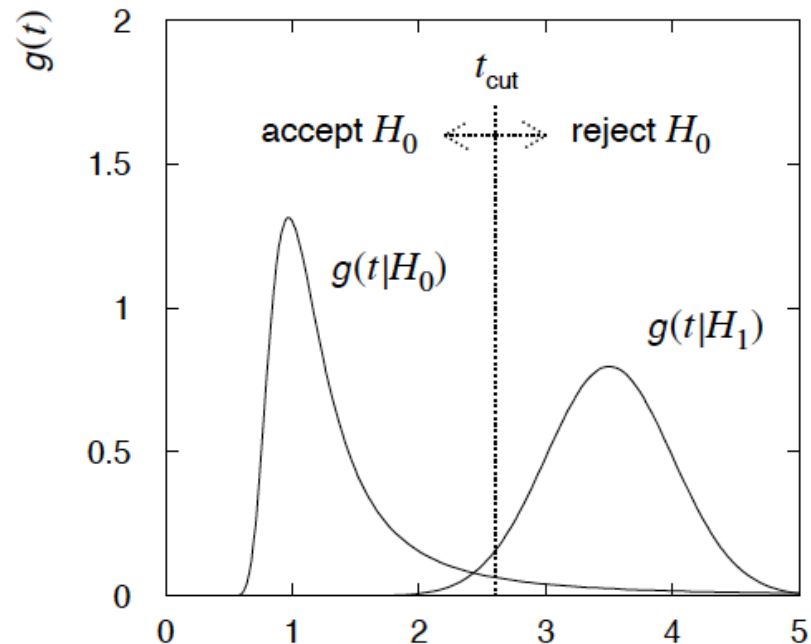 g(t)
2
1.5
1
0.5
0
t_cut
accept H_0 reject H_0
g(t|H_0)
g(t|H_1)
0 1 2 3 4 5